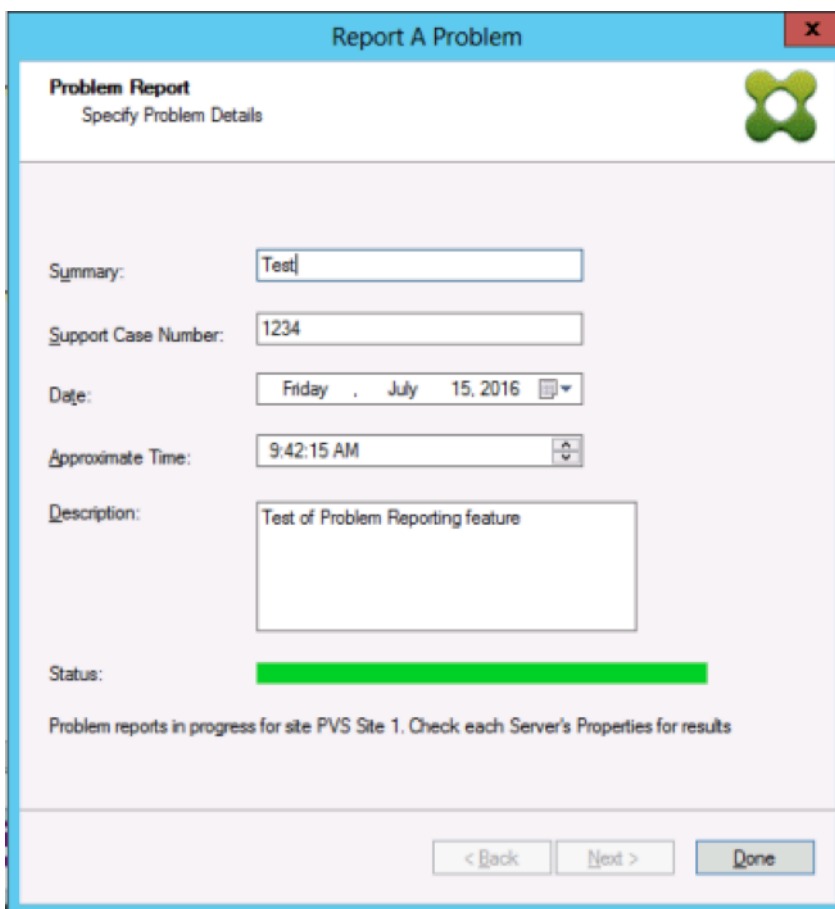 Report A Problem
x
Problem Report
Specify Problem Details
Summary: Test
Support Case Number: 1234
Date: Friday , July 15, 2016
Approximate Time: 9:42:15 AM
Description: Test of Problem Reporting feature
Status:
Problem reports in progress for site PVS Site 1. Check each Server's Properties for results
< Back Next > Done